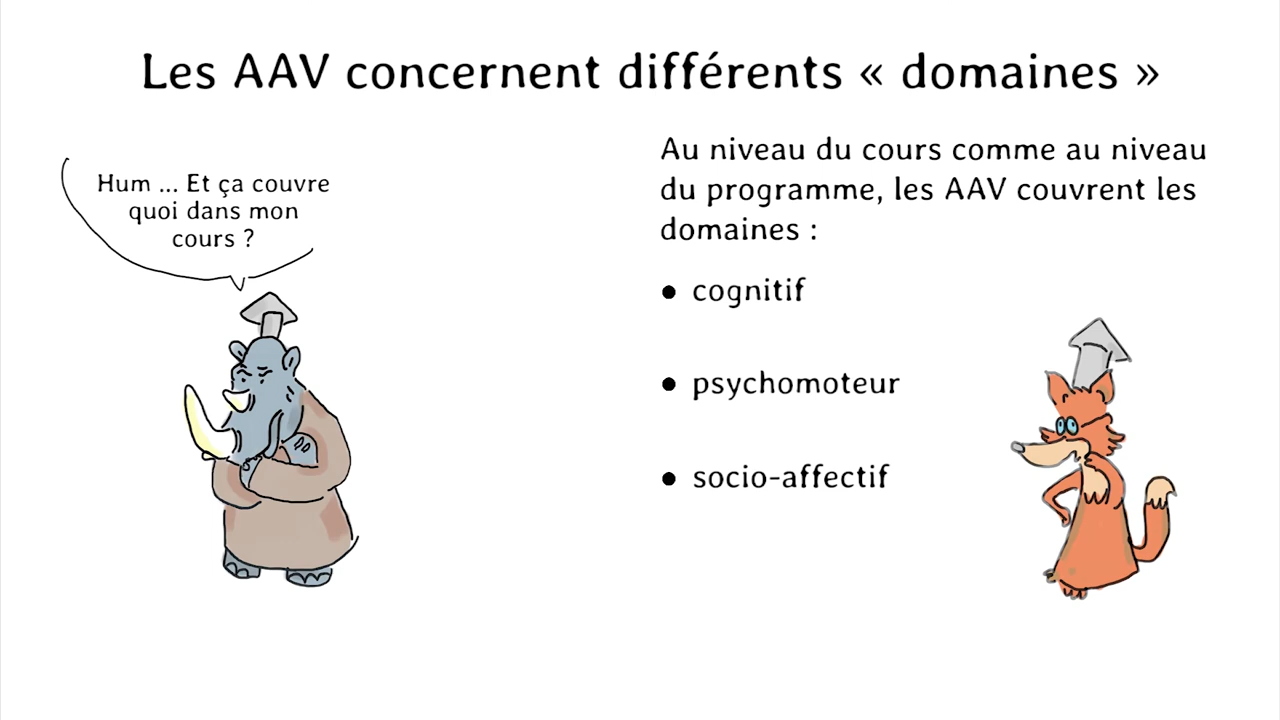 Les AAV concernent différents « domaines »
Hum ... Et ça couvre
quoi dans mon
cours ?
Au niveau du cours comme au niveau
du programme, les AAV couvrent les
domaines :
• cognitif
• psychomoteur
• socio-affectif